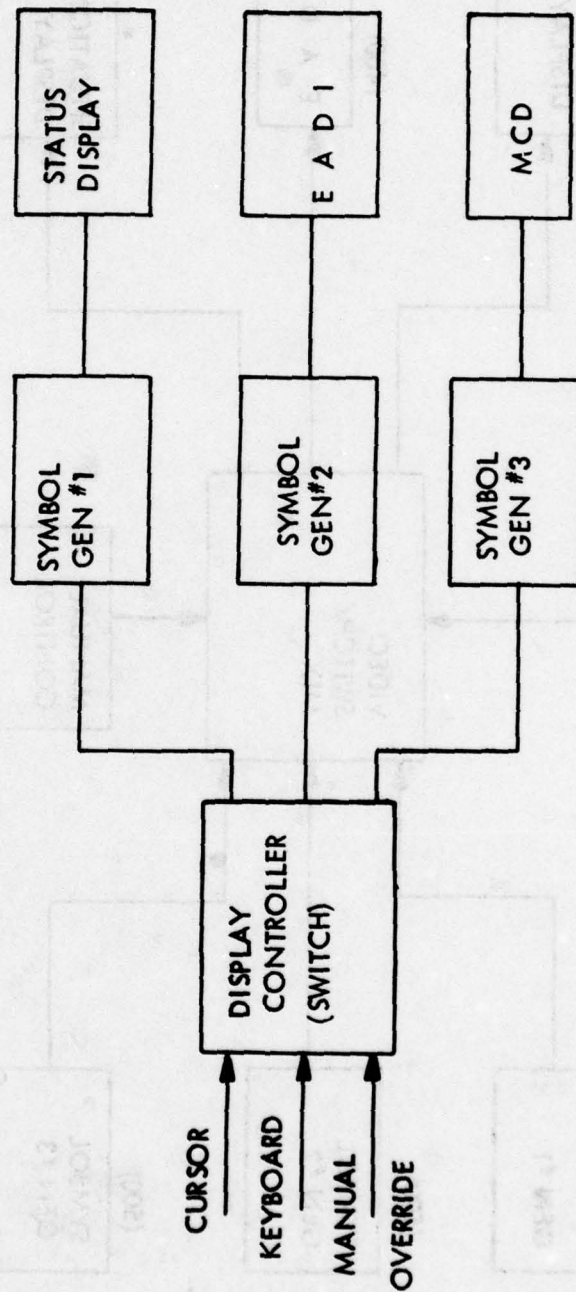 CURSOR
KEYBOARD
MANUAL
OVERRIDE
DISPLAY
CONTROLLER
(SWITCH)
SYMBOL
GEN #1
SYMBOL
GEN#2
SYMBOL
GEN #3
STATUS
DISPLAY
E A D I
MCD